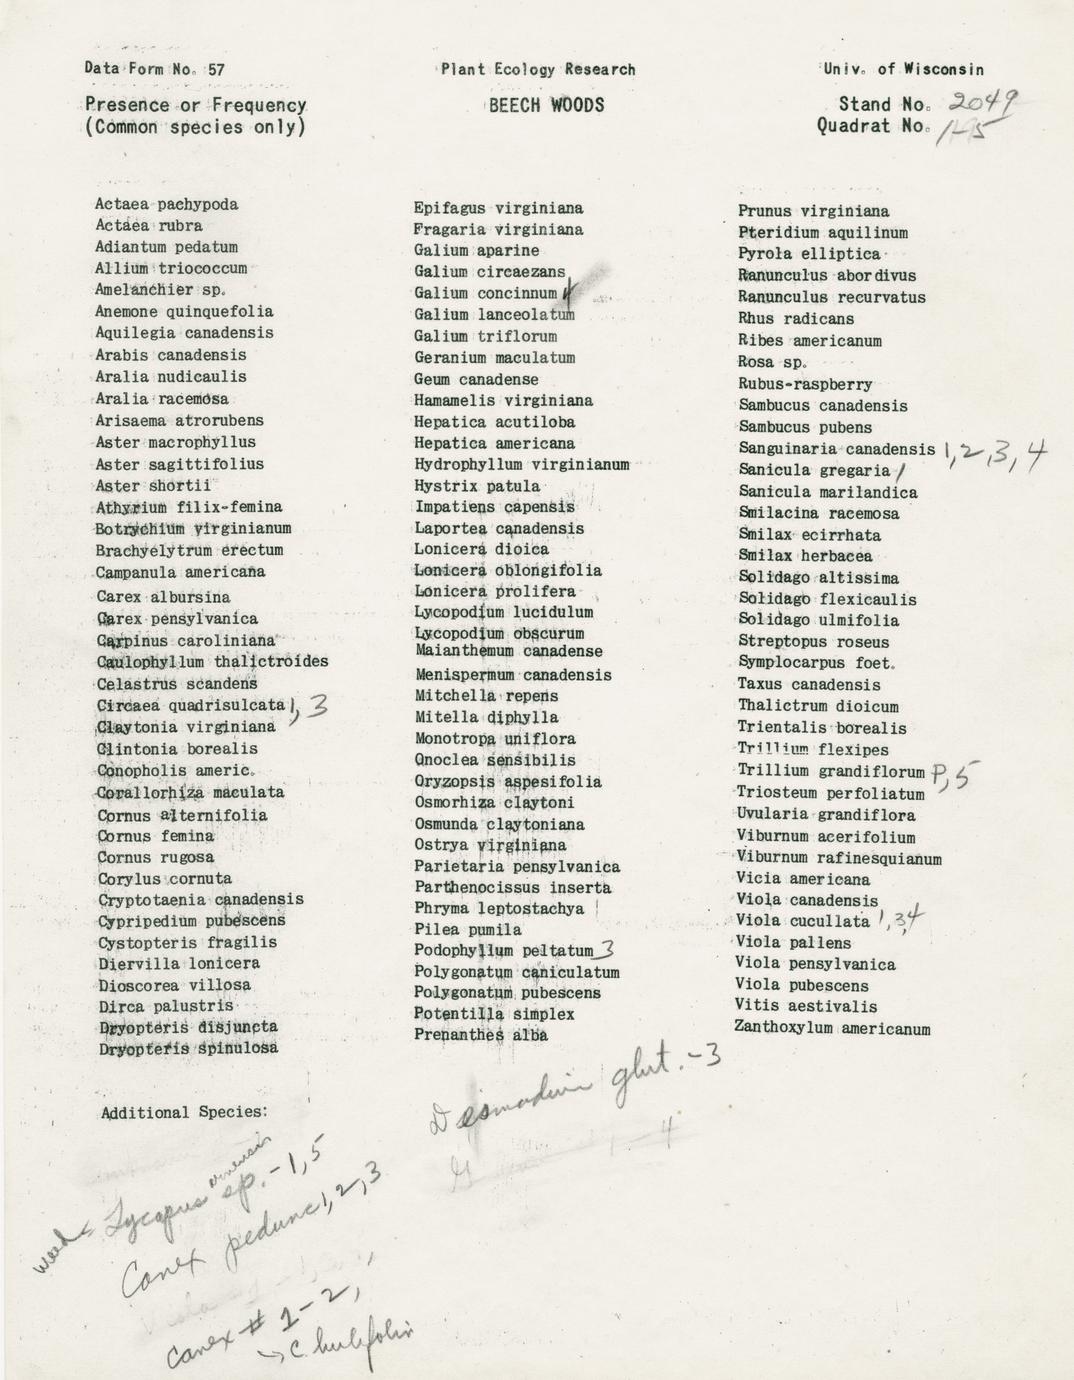 Data Form No. 57
Plant Ecology Research
Univ. of Wisconsin
Presence or Frequency
(Common species only)
BEECH WOODS
Stand No. 2049
Quadrat No. 1-5
Actaea pachypoda
Actaea rubra
Adiantum pedatum
Allium triococcum
Amelanchier sp.
Anemone quinquefolia
Aquilegia canadensis
Arabis canadensis
Aralia nudicaulis
Aralia racemosa
Arisaema atrorubens
Aster macrophyllus
Aster sagittifolius
Aster shortii
Athyrium filix-femina
Botrychium virginianum
Brachyelytrum erectum
Campanula americana
Carex albursina
Carex pensylvanica
Carpinus caroliniana
Caulophyllum thalictroides
Celastrus scandens
Circaea quadrisulcata 1, 3
Claytonia virginiana
Clintonia borealis
Conopholis americ.
Corallorhiza maculata
Cornus alternifolia
Cornus femina
Cornus rugosa
Corylus cornuta
Cryptotaenia canadensis
Cypripedium pubescens
Cystopteris fragilis
Diervilla lonicera
Dioscorea villosa
Dirca palustris
Dryopteris disjuncta
Dryopteris spinulosa
Epifagus virginiana
Fragaria virginiana
Galium aparine
Galium circaezans
Galium concinnum 4
Galium lanceolatum
Galium triflorum
Geranium maculatum
Geum canadense
Hamamelis virginiana
Hepatica acutiloba
Hepatica americana
Hydrophyllum virginianum
Hystrix patula
Impatiens capensis
Laportea canadensis
Lonicera dioica
Lonicera oblongifolia
Lonicera prolifera
Lycopodium lucidulum
Lycopodium obscurum
Maianthemum canadense
Menispermum canadensis
Mitchella repens
Mitella diphylla
Monotropa uniflora
Onoclea sensibilis
Oryzopsis aspesifolia
Osmorhiza claytoni
Osmunda claytoniana
Ostrya virginiana
Parietaria pensylvanica
Parthenocissus inserta
Phryma leptostachya
Pilea pumila
Podophyllum peltatum 3
Polygonatum caniculatum
Polygonatum pubescens
Potentilla simplex
Prenanthes alba
Prunus virginiana
Pteridium aquilinum
Pyrola elliptica
Ranunculus abordivus
Ranunculus recurvatus
Rhus radicans
Ribes americanum
Rosa sp.
Rubus-raspberry
Sambucus canadensis
Sambucus pubens
Sanguinaria canadensis 1,2,3,4
Sanicula gregaria 1
Sanicula marilandica
Smilacina racemosa
Smilax ecirrhata
Smilax herbacea
Solidago altissima
Solidago flexicaulis
Solidago ulmifolia
Streptopus roseus
Symplocarpus foet.
Taxus canadensis
Thalictrum dioicum
Trientalis borealis
Trillium flexipes
Trillium grandiflorum P,5
Triosteum perfoliatum
Uvularia grandiflora
Viburnum acerifolium
Viburnum rafinesquianum
Vicia americana
Viola canadensis
Viola cucullata 1,3,4
Viola pallens
Viola pensylvanica
Viola pubescens
Vitis aestivalis
Zanthoxylum americanum
Additional Species:
Desmodium glut. - 3
Lycopus sp. - 1,5
Carex pedunc 1,2,3
Carex # 1 - 2,